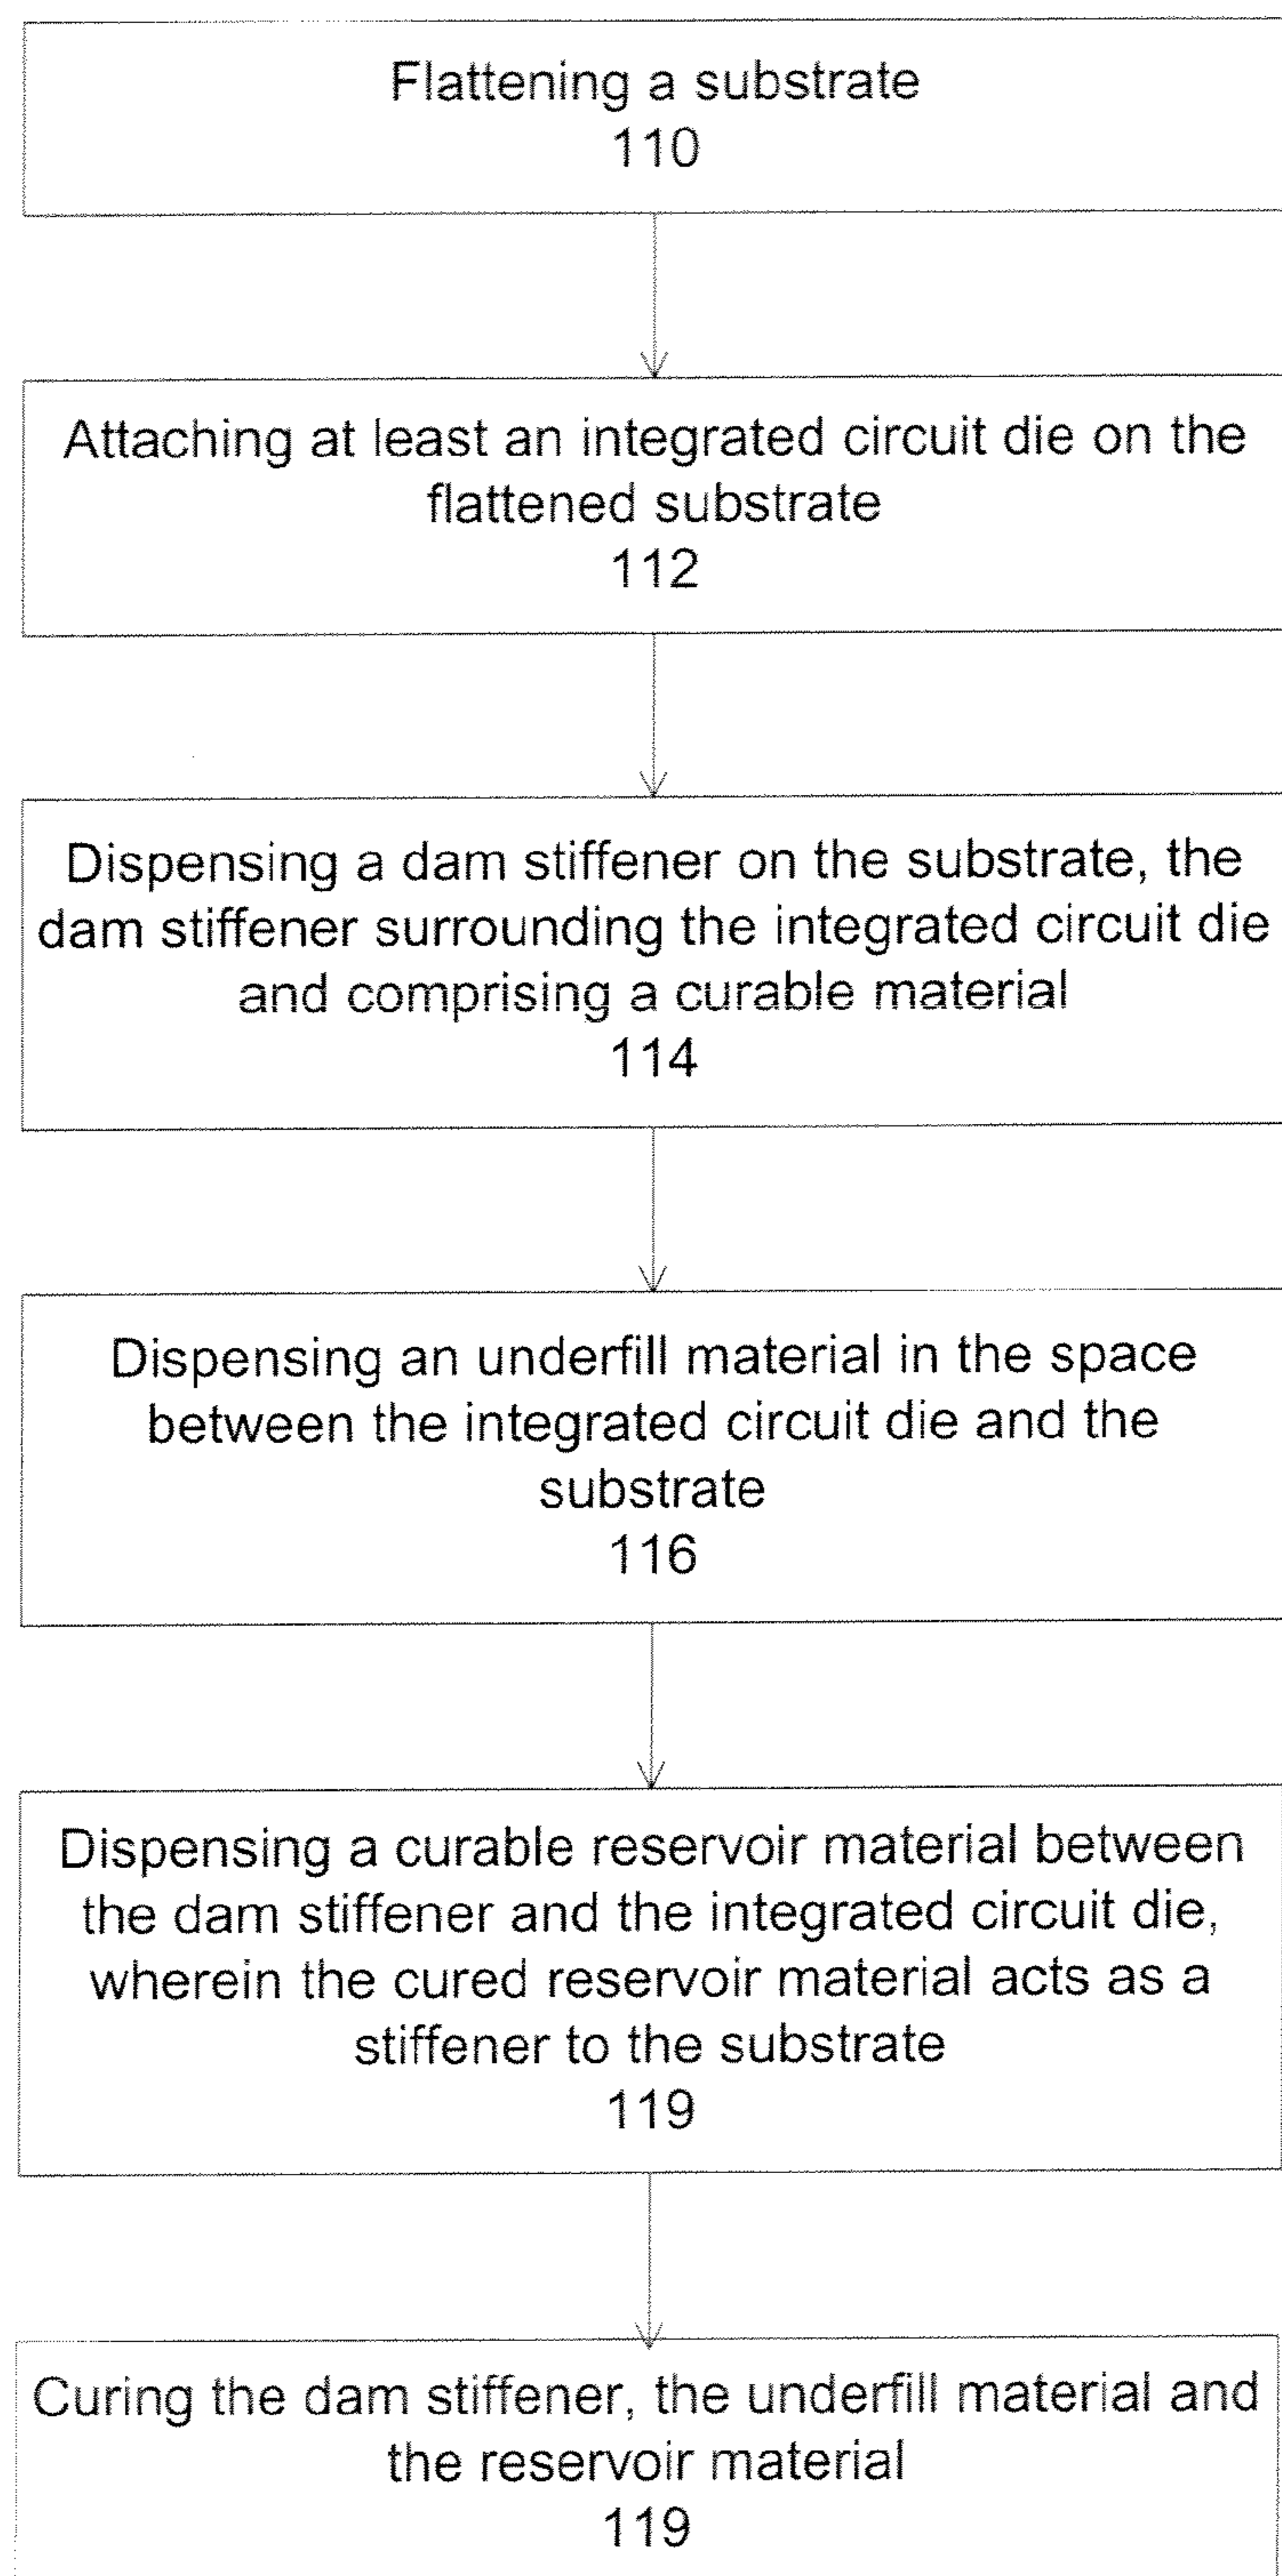 Flattening a substrate
110
Attaching at least an integrated circuit die on the
flattened substrate
112
Dispensing a dam stiffener on the substrate, the
dam stiffener surrounding the integrated circuit die
and comprising a curable material
114
Dispensing an underfill material in the space
between the integrated circuit die and the
substrate
116
Dispensing a curable reservoir material between
the dam stiffener and the integrated circuit die,
wherein the cured reservoir material acts as a
stiffener to the substrate
119
Curing the dam stiffener, the underfill material and
the reservoir material
119